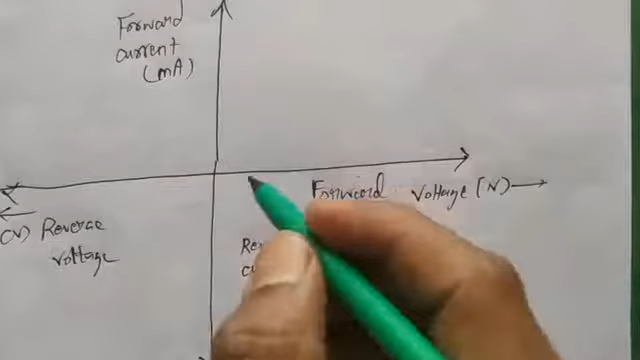 Forward
current
(mA)
Forward voltage (V)
(V) Reverse
voltage